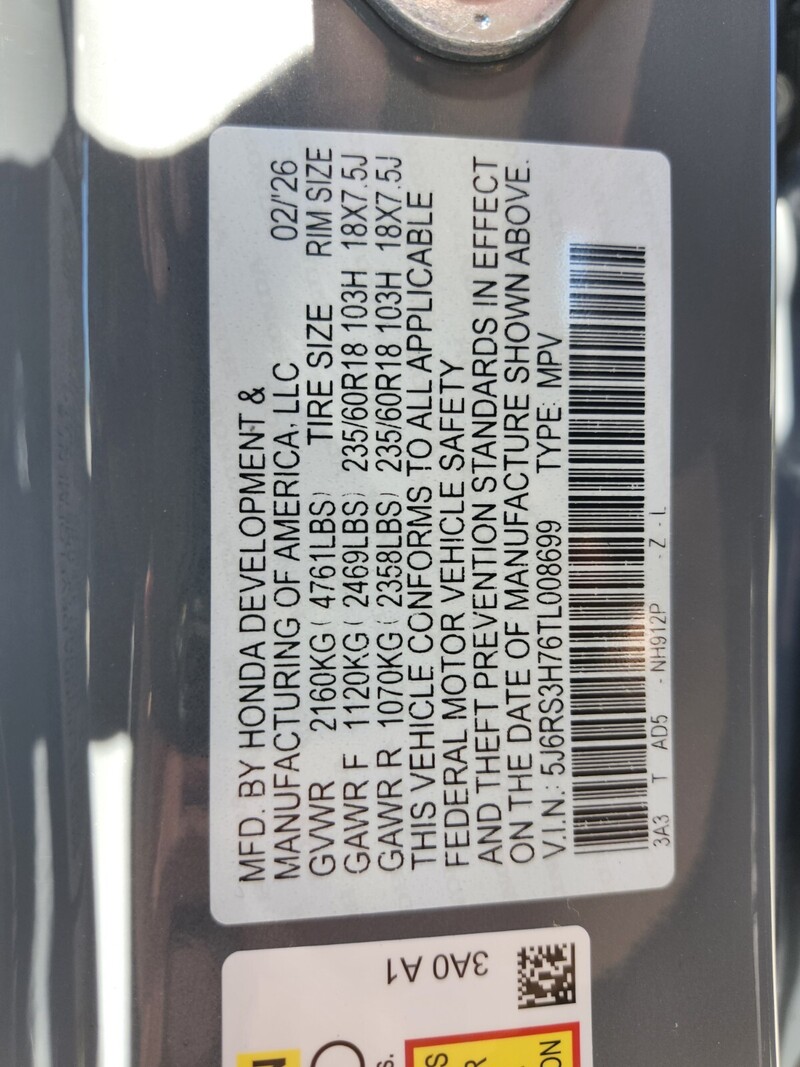 MFD. BY HONDA DEVELOPMENT &
MANUFACTURING OF AMERICA, LLC 02/'26
GVWR 2160KG ( 4761LBS) TIRE SIZE RIM SIZE
GAWR F 1120KG ( 2469LBS) 235/60R18 103H 18X7.5J
GAWR R 1070KG ( 2358LBS) 235/60R18 103H 18X7.5J
THIS VEHICLE CONFORMS TO ALL APPLICABLE
FEDERAL MOTOR VEHICLE SAFETY
AND THEFT PREVENTION STANDARDS IN EFFECT
ON THE DATE OF MANUFACTURE SHOWN ABOVE.
V.I.N.: 5J6RS3H76TL008699 TYPE: MPV
3A3 T AD5 - NH912P - Z - L
3A0 A1